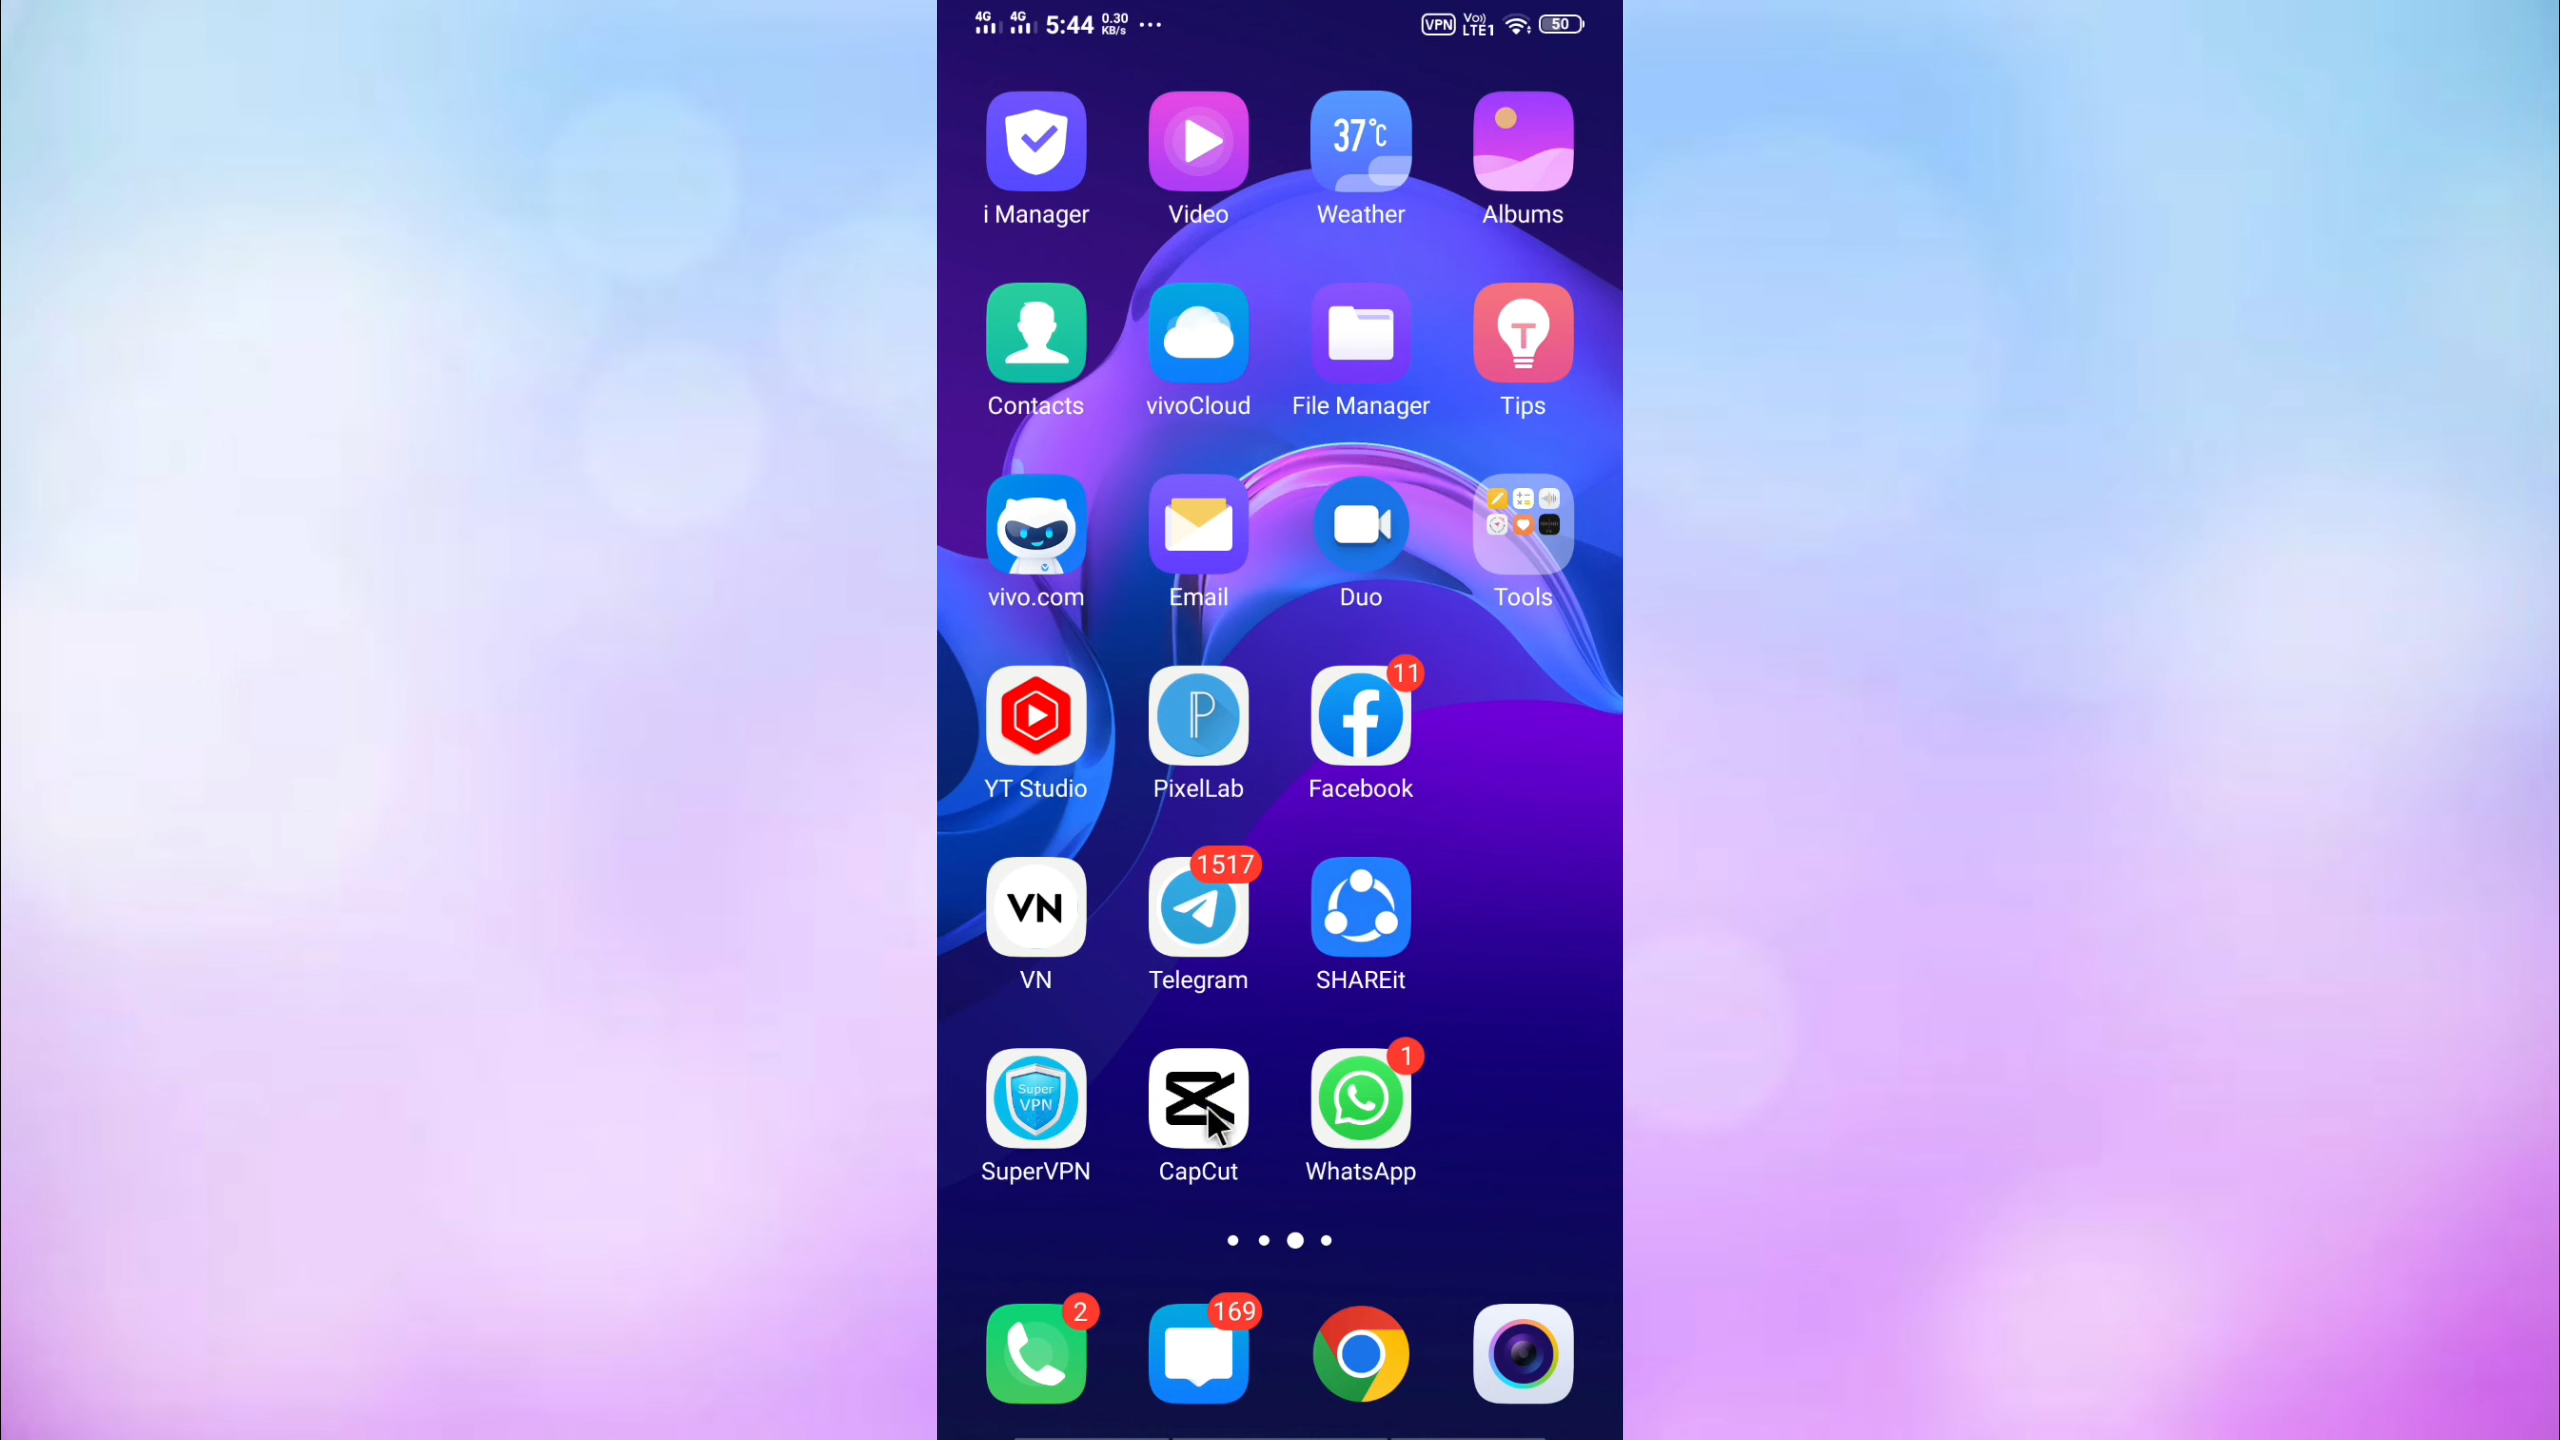 4G 4G 5:44 0.30 KB/s ... VPN Vo)) LTE1 50
37°C
i Manager Video Weather Albums
T
Contacts vivoCloud File Manager Tips
vivo.com Email Duo Tools
P 11
YT Studio PixelLab Facebook
VN 1517
VN Telegram SHAREit
Super VPN 1
SuperVPN CapCut WhatsApp
2 169